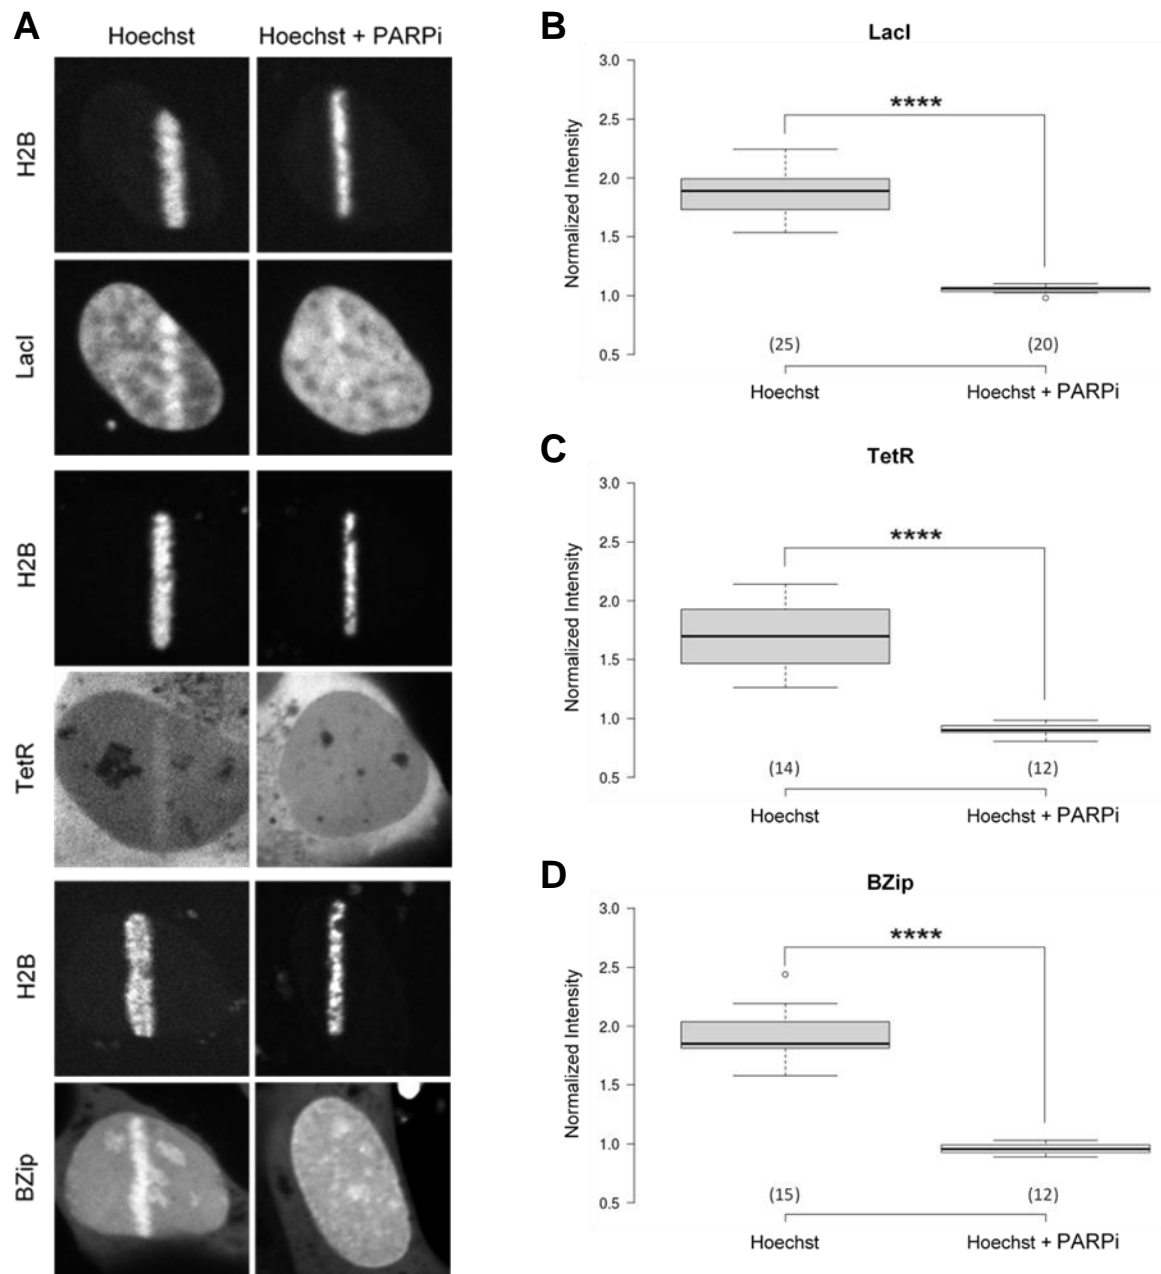 A
Hoechst
Hoechst + PARPi
H2B
LacI
H2B
TetR
H2B
BZip
B
LacI
Normalized Intensity
3.0
2.5
2.0
1.5
1.0
0.5
****
(25)
(20)
Hoechst
Hoechst + PARPi
C
TetR
Normalized Intensity
3.0
2.5
2.0
1.5
1.0
0.5
****
(14)
(12)
Hoechst
Hoechst + PARPi
D
BZip
Normalized Intensity
3.0
2.5
2.0
1.5
1.0
0.5
****
(15)
(12)
Hoechst
Hoechst + PARPi